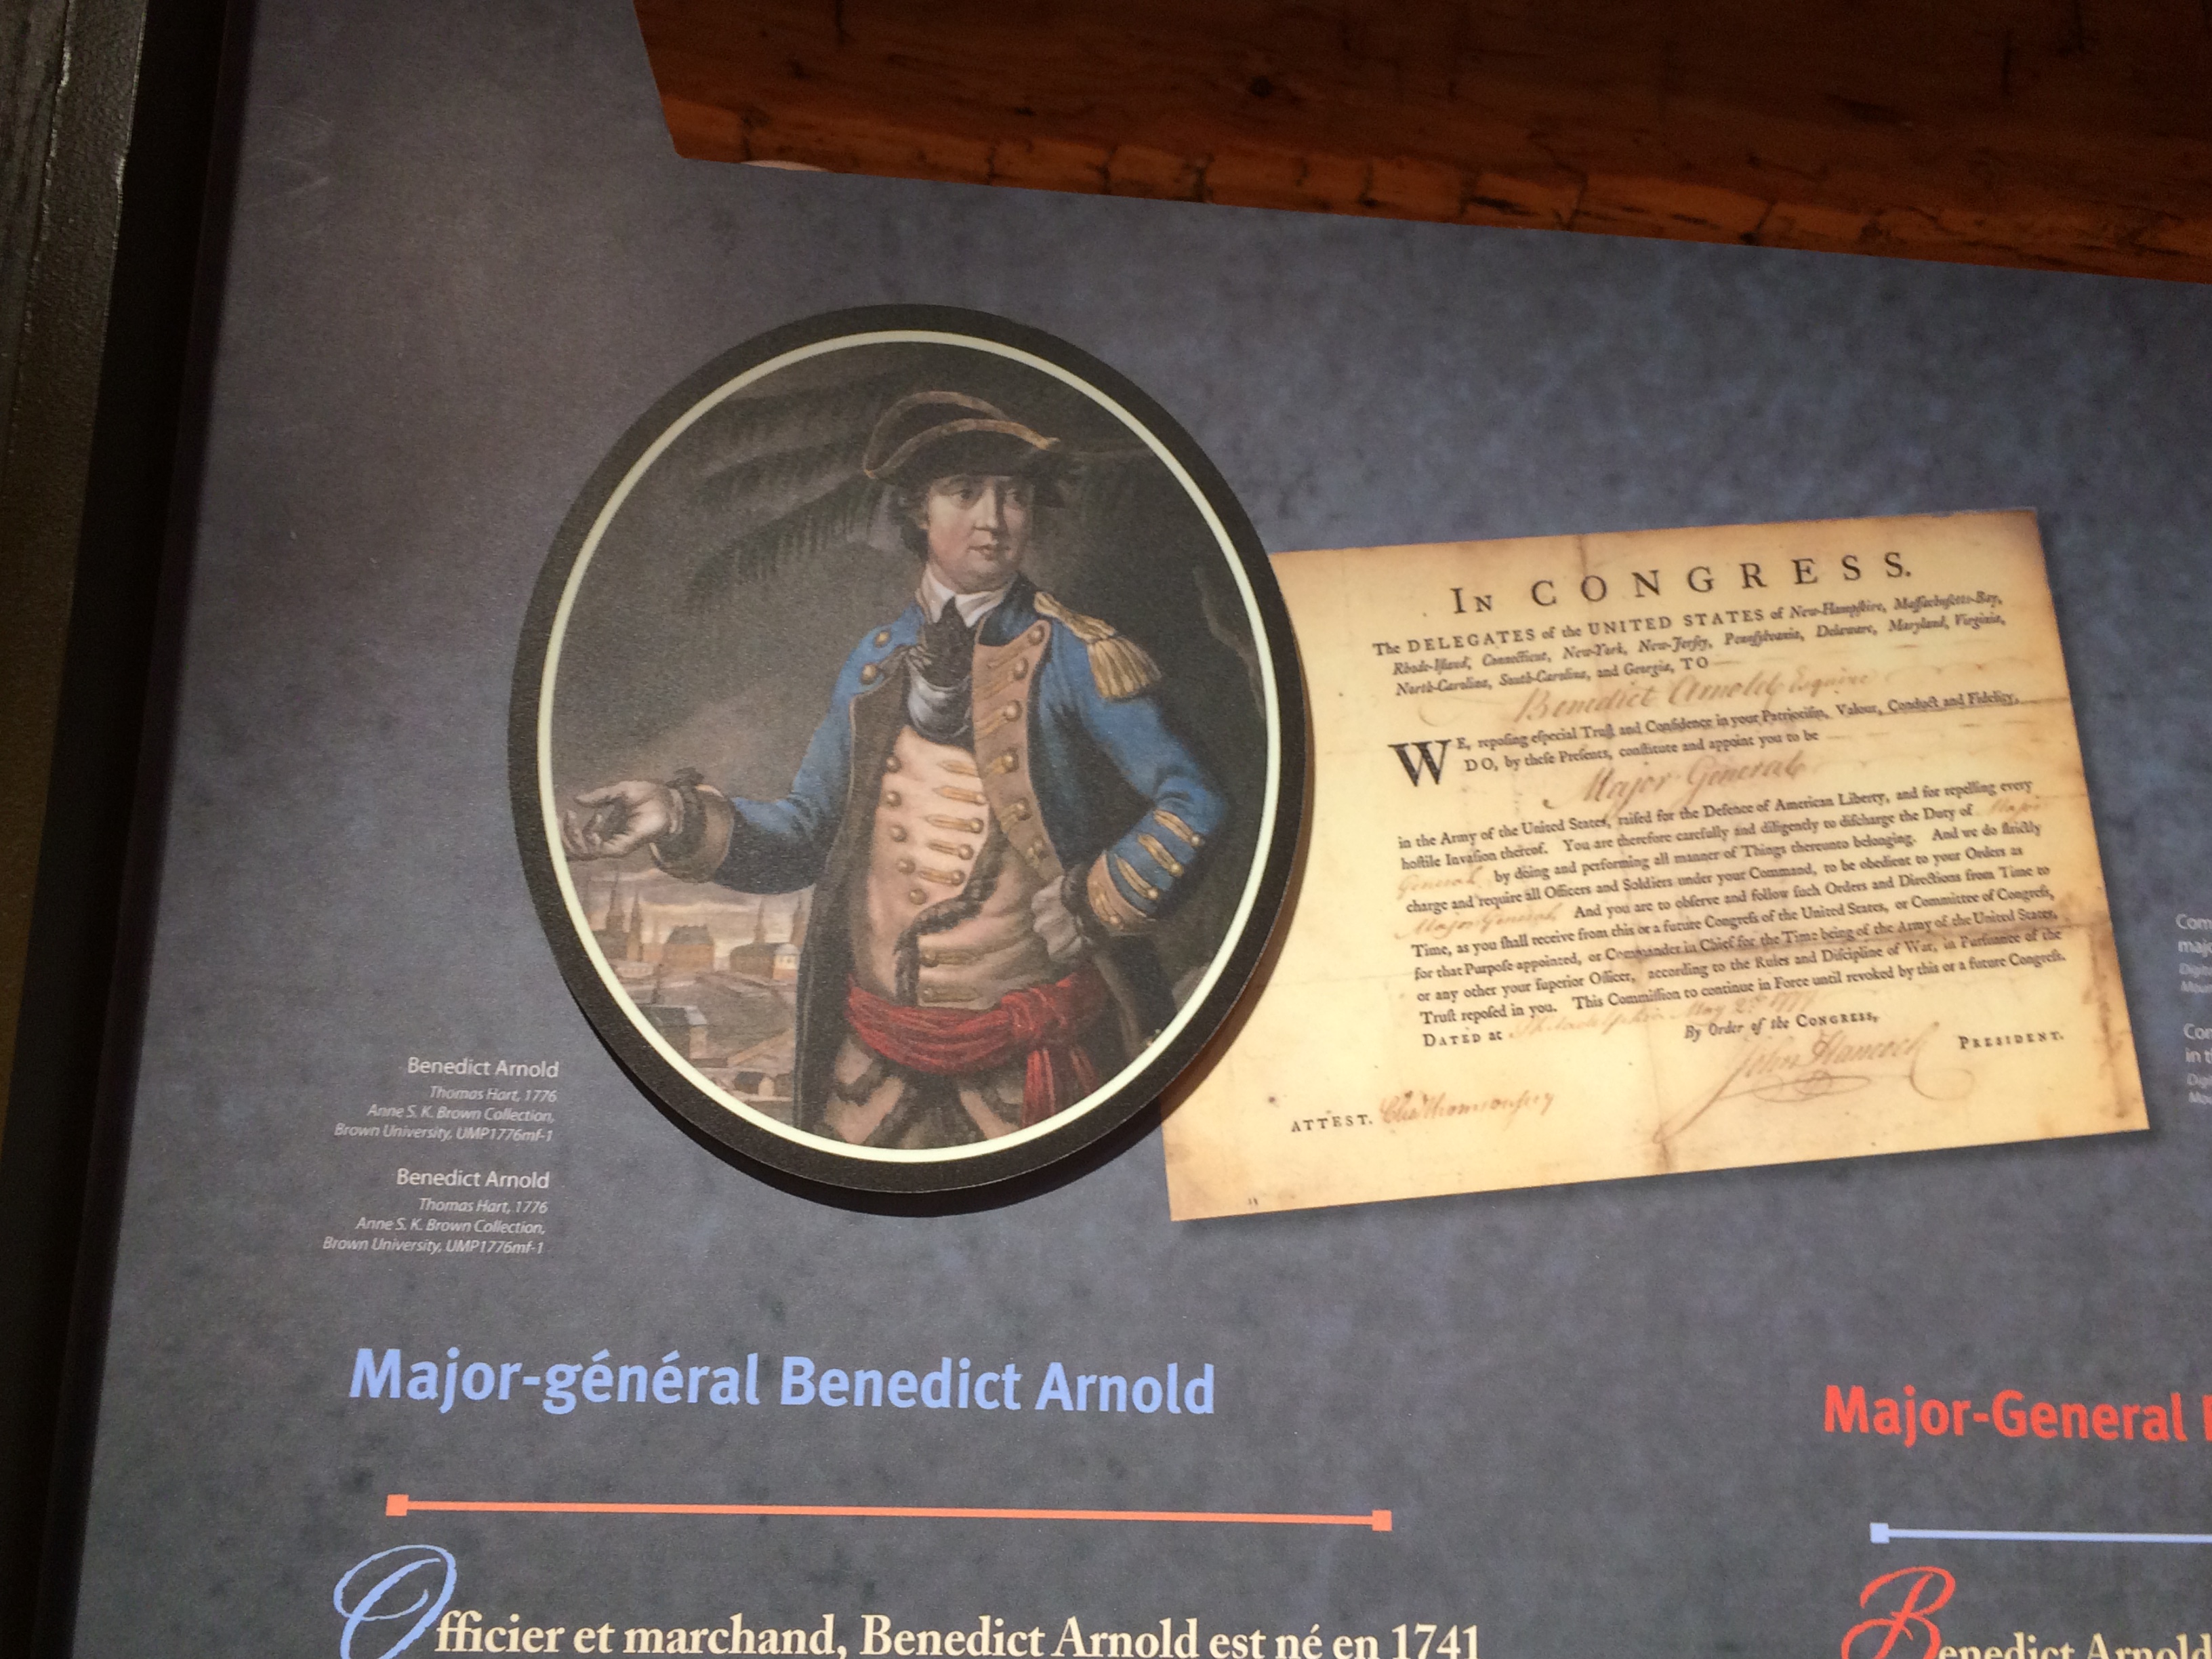 IN CONGRESS.
The DELEGATES of the UNITED STATES of New-Hampſhire, Maſſachuſetts-Bay,
Rhode-Iſland, Connecticut, New-York, New-Jerſey, Pennſylvania, Delaware, Maryland, Virginia,
North-Carolina, South-Carolina, and Georgia, TO
Benedict Arnold Esquire
WE, repoſing eſpecial Truſt and Confidence in your Patriotiſm, Valour, Conduct and Fidelity,
DO, by theſe Preſents, conſtitute and appoint you to be
Major General
in the Army of the United States, raiſed for the Defence of American Liberty, and for repelling every
hoſtile Invaſion thereof. You are therefore carefully and diligently to diſcharge the Duty of Major
General by doing and performing all manner of Things thereunto belonging. And we do ſtrictly
charge and require all Officers and Soldiers under your Command, to be obedient to your Orders as
Major General. And you are to obſerve and follow ſuch Orders and Directions from Time to
Time, as you ſhall receive from this or a future Congreſs of the United States, or Committee of Congreſs,
for that Purpoſe appointed, or Commander in Chief for the Time being of the Army of the United States,
or any other your ſuperior Officer, according to the Rules and Diſcipline of War, in Purſuance of the
Truſt repoſed in you. This Commiſſion to continue in Force until revoked by this or a future Congreſs.
DATED at Philadelphia May 2d 1777
By Order of the CONGRESS,
John Hancock PRESIDENT.
ATTEST. Cha Thomson secy
Benedict Arnold
Thomas Hart, 1776
Anne S. K. Brown Collection,
Brown University, UMP1776mf-1
Benedict Arnold
Thomas Hart, 1776
Anne S. K. Brown Collection,
Brown University, UMP1776mf-1
Major-général Benedict Arnold
Officier et marchand, Benedict Arnold est né en 1741
Major-General
Benedict Arnold